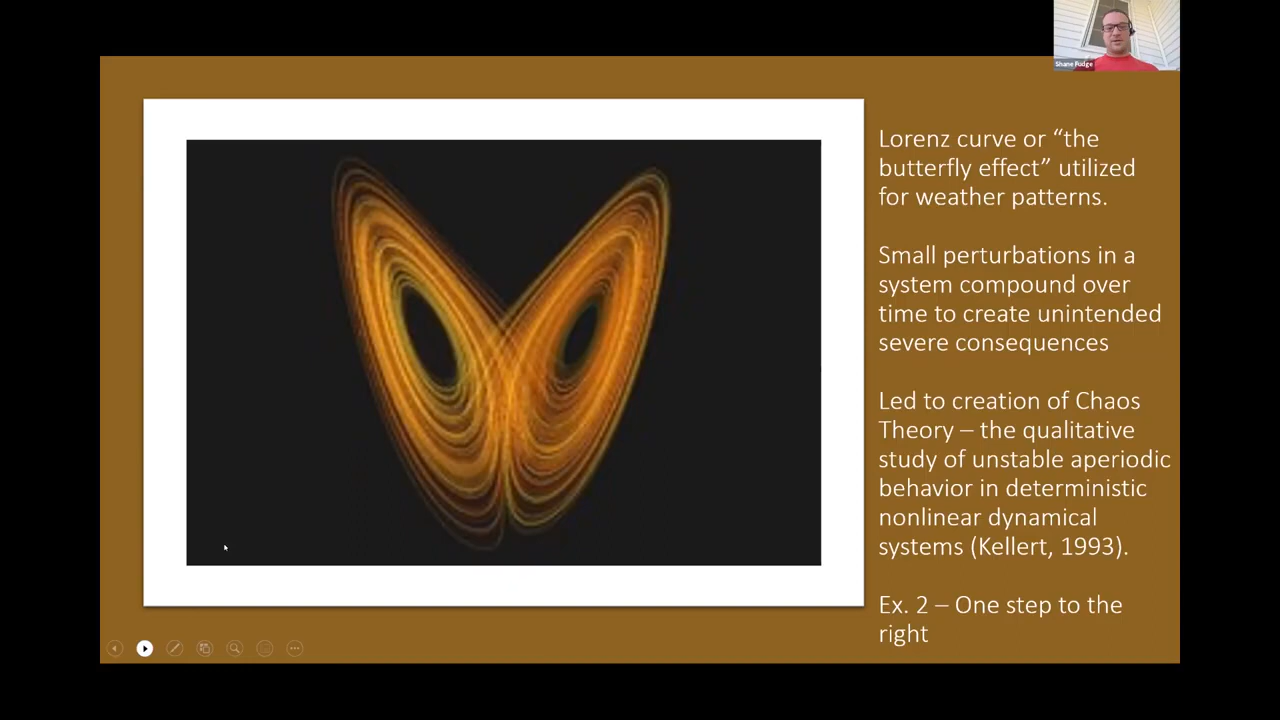 Shane Fudge
Lorenz curve or “the
butterfly effect” utilized
for weather patterns.
Small perturbations in a
system compound over
time to create unintended
severe consequences
Led to creation of Chaos
Theory – the qualitative
study of unstable aperiodic
behavior in deterministic
nonlinear dynamical
systems (Kellert, 1993).
Ex. 2 – One step to the
right